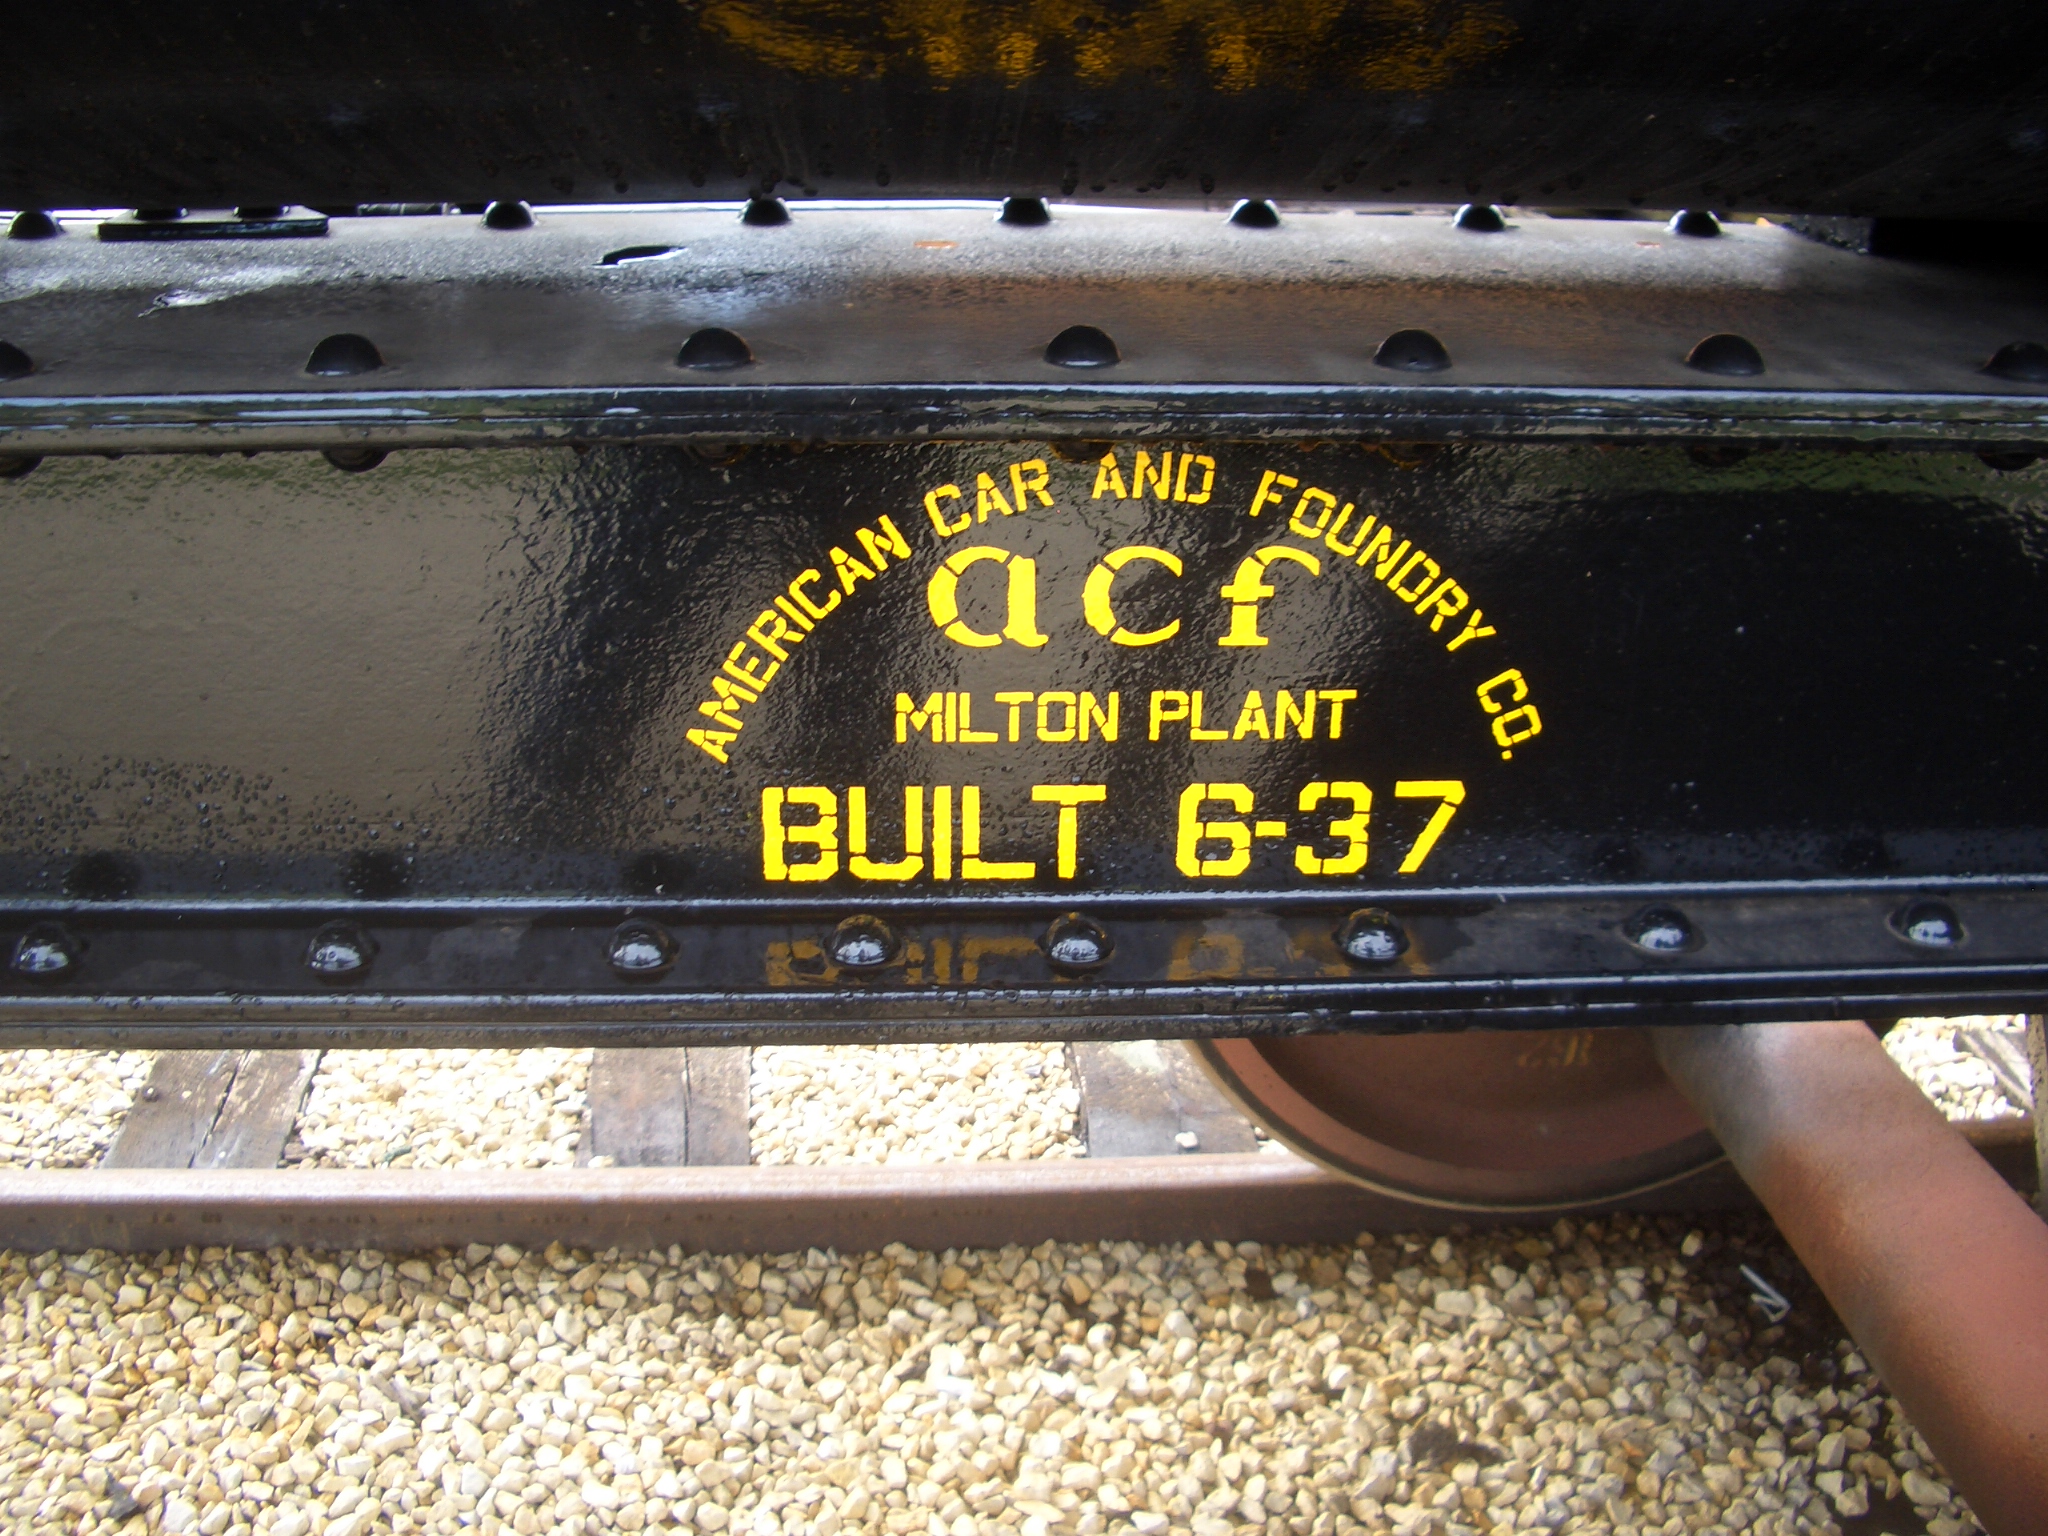 AMERICAN CAR AND FOUNDRY CO.
acf
MILTON PLANT
BUILT 6-37